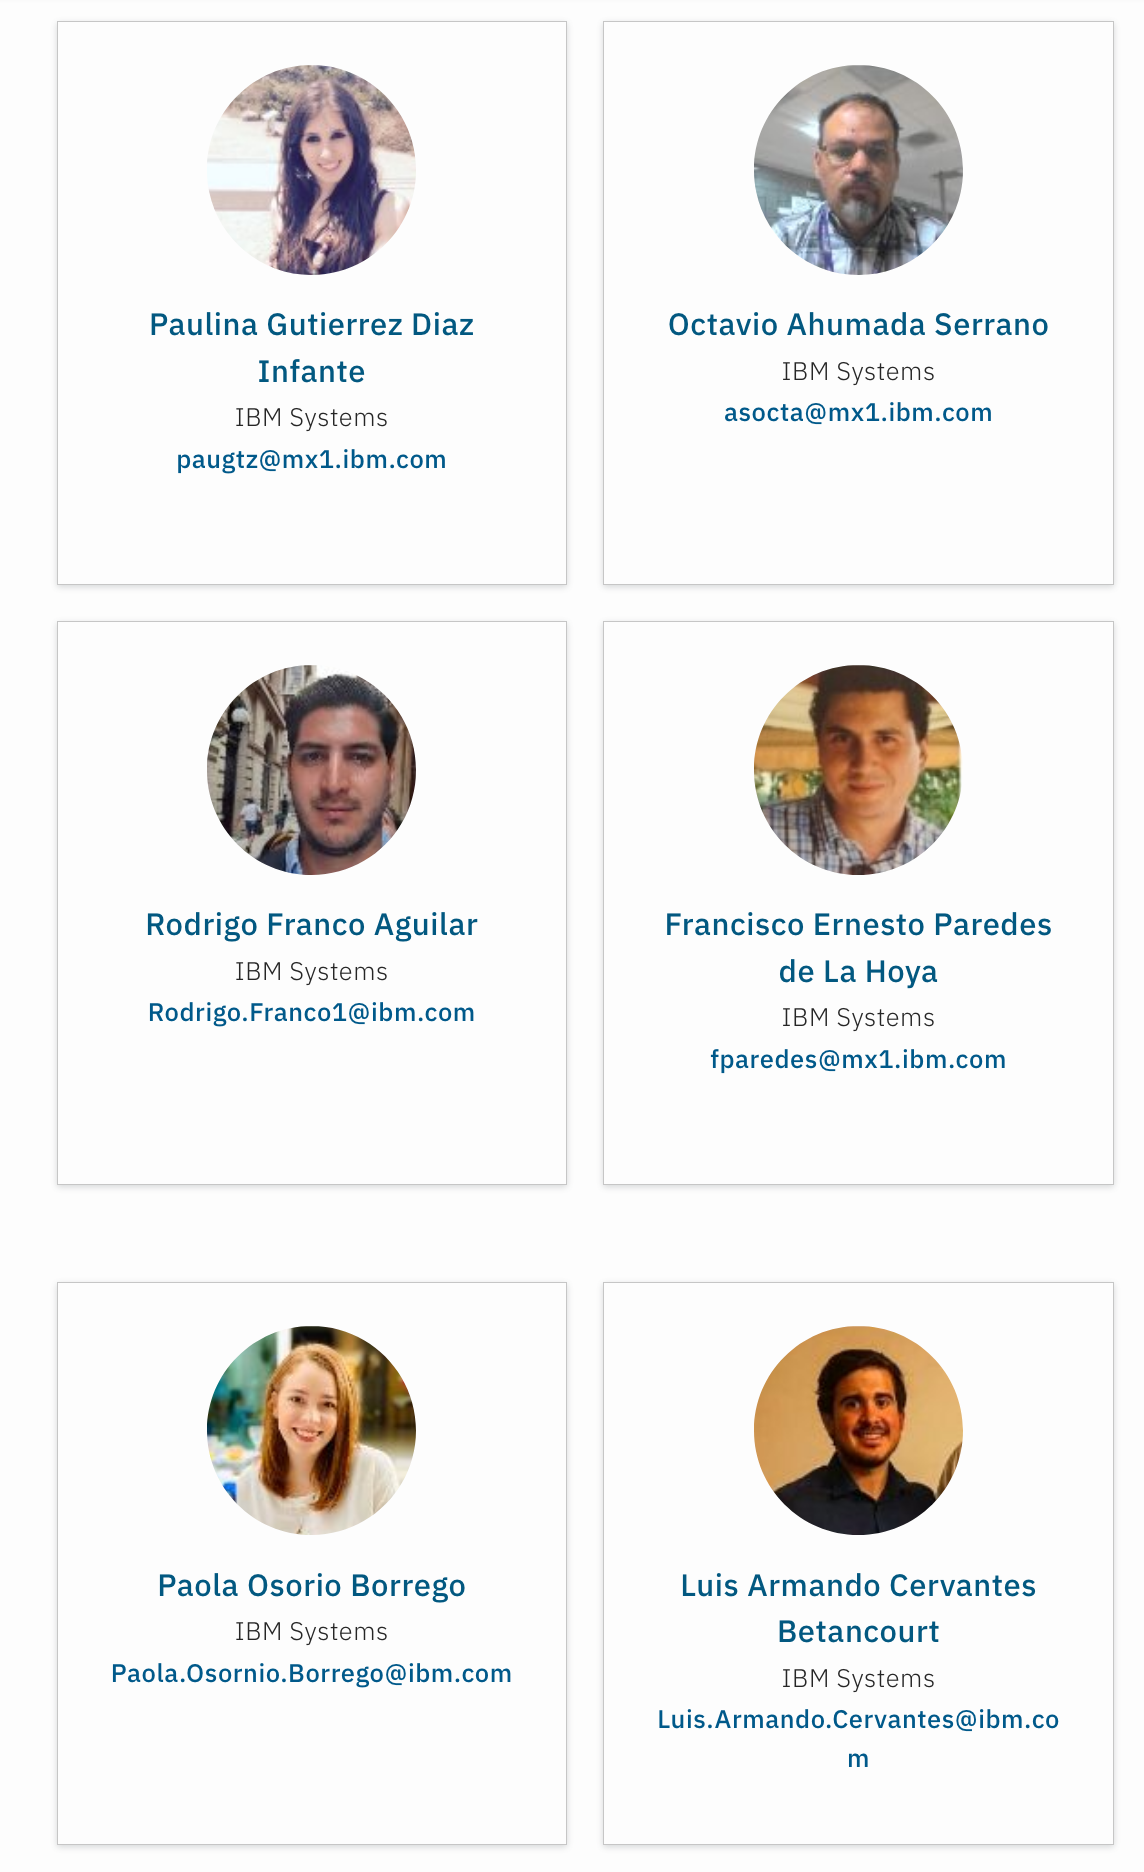 Paulina Gutierrez Diaz
Infante
IBM Systems
paugtz@mx1.ibm.com
Octavio Ahumada Serrano
IBM Systems
asocta@mx1.ibm.com
Rodrigo Franco Aguilar
IBM Systems
Rodrigo.Franco1@ibm.com
Francisco Ernesto Paredes
de La Hoya
IBM Systems
fparedes@mx1.ibm.com
Paola Osorio Borrego
IBM Systems
Paola.Osornio.Borrego@ibm.com
Luis Armando Cervantes
Betancourt
IBM Systems
Luis.Armando.Cervantes@ibm.co
m